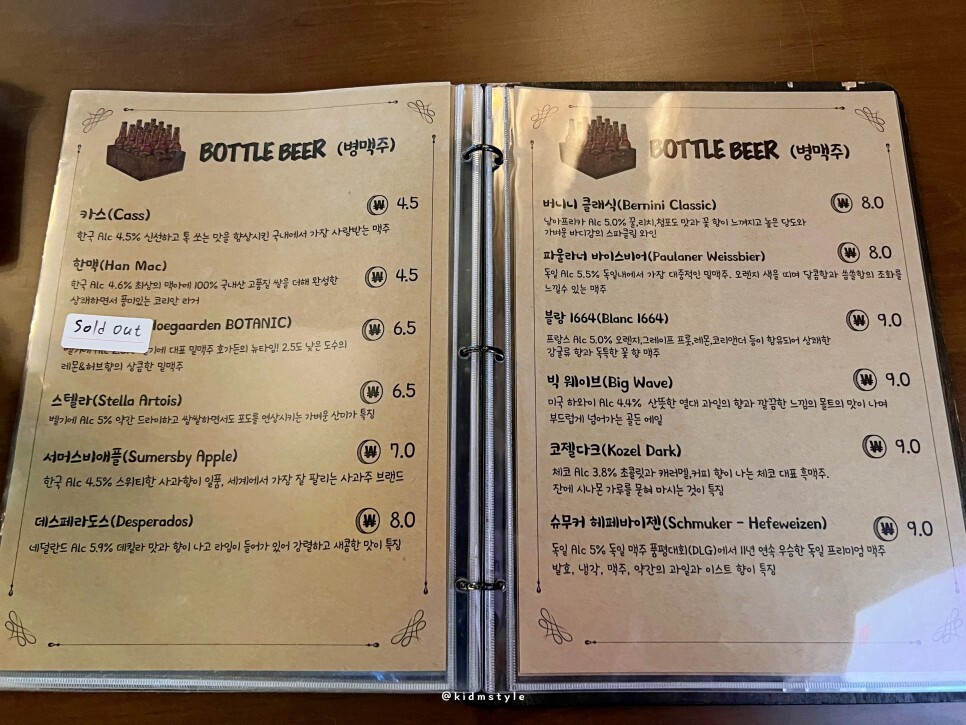 BOTTLE BEER (병맥주)
카스(Cass) ₩ 4.5
한국 Alc 4.5% 신선하고 톡 쏘는 맛을 향상시킨 국내에서 가장 사랑받는 맥주
한맥(Han Mac) ₩ 4.5
한국 Alc 4.6% 최상의 맥아에 100% 국내산 고품질 쌀을 더해 완성한
상쾌하면서 풍미있는 코리안 라거
Sold out
oegaarden BOTANIC) ₩ 6.5
대표 밀맥주 호가든의 뉴타입! 2.5도 낮은 도수의
레몬&허브향의 상큼한 밀맥주
스텔라(Stella Artois) ₩ 6.5
벨기에 Alc 5% 약간 드라이하고 쌉쌀하면서도 포도를 연상시키는 가벼운 산미가 특징
서머스비애플(Sumersby Apple) ₩ 7.0
한국 Alc 4.5% 스위티한 사과향이 일품, 세계에서 가장 잘 팔리는 사과주 브랜드
데스페라도스(Desperados) ₩ 8.0
네덜란드 Alc 5.9% 데킬라 맛과 향이 나고 라임이 들어가 있어 강렬하고 새콤한 맛이 특징
BOTTLE BEER (병맥주)
버니니 클래식(Bernini Classic) ₩ 8.0
남아프리카 Alc 5.0% 꿀,리치,청포도 맛과 꽃 향이 느껴지고 높은 당도와
가벼운 바디감의 스파클링 와인
파울라너 바이스비어(Paulaner Weissbier) ₩ 8.0
독일 Alc 5.5% 독일내에서 가장 대중적인 밀맥주. 오렌지 색을 띠며 달콤함과 씁쓸함의 조화를
느낄수 있는 맥주
블랑 1664(Blanc 1664) ₩ 9.0
프랑스 Alc 5.0% 오렌지,그레이프 프룻,레몬,코리앤더 등이 함유되어 상쾌한
감귤류 향과 독특한 꽃 향 맥주
빅 웨이브(Big Wave) ₩ 9.0
미국 하와이 Alc 4.4% 산뜻한 열대 과일의 향과 깔끔한 느낌의 몰트의 맛이 나며
부드럽게 넘어가는 골든 에일
코젤다크(Kozel Dark) ₩ 9.0
체코 Alc 3.8% 초콜릿과 캐러멜,커피 향이 나는 체코 대표 흑맥주.
잔에 시나몬 가루를 묻혀 마시는 것이 특징
슈무커 헤페바이젠(Schmuker - Hefeweizen) ₩ 9.0
독일 Alc 5% 독일 맥주 품평대회(DLG)에서 11년 연속 우승한 독일 프리미엄 맥주
발효, 냉각, 맥주, 약간의 과일과 이스트 향이 특징
@kidmstyle